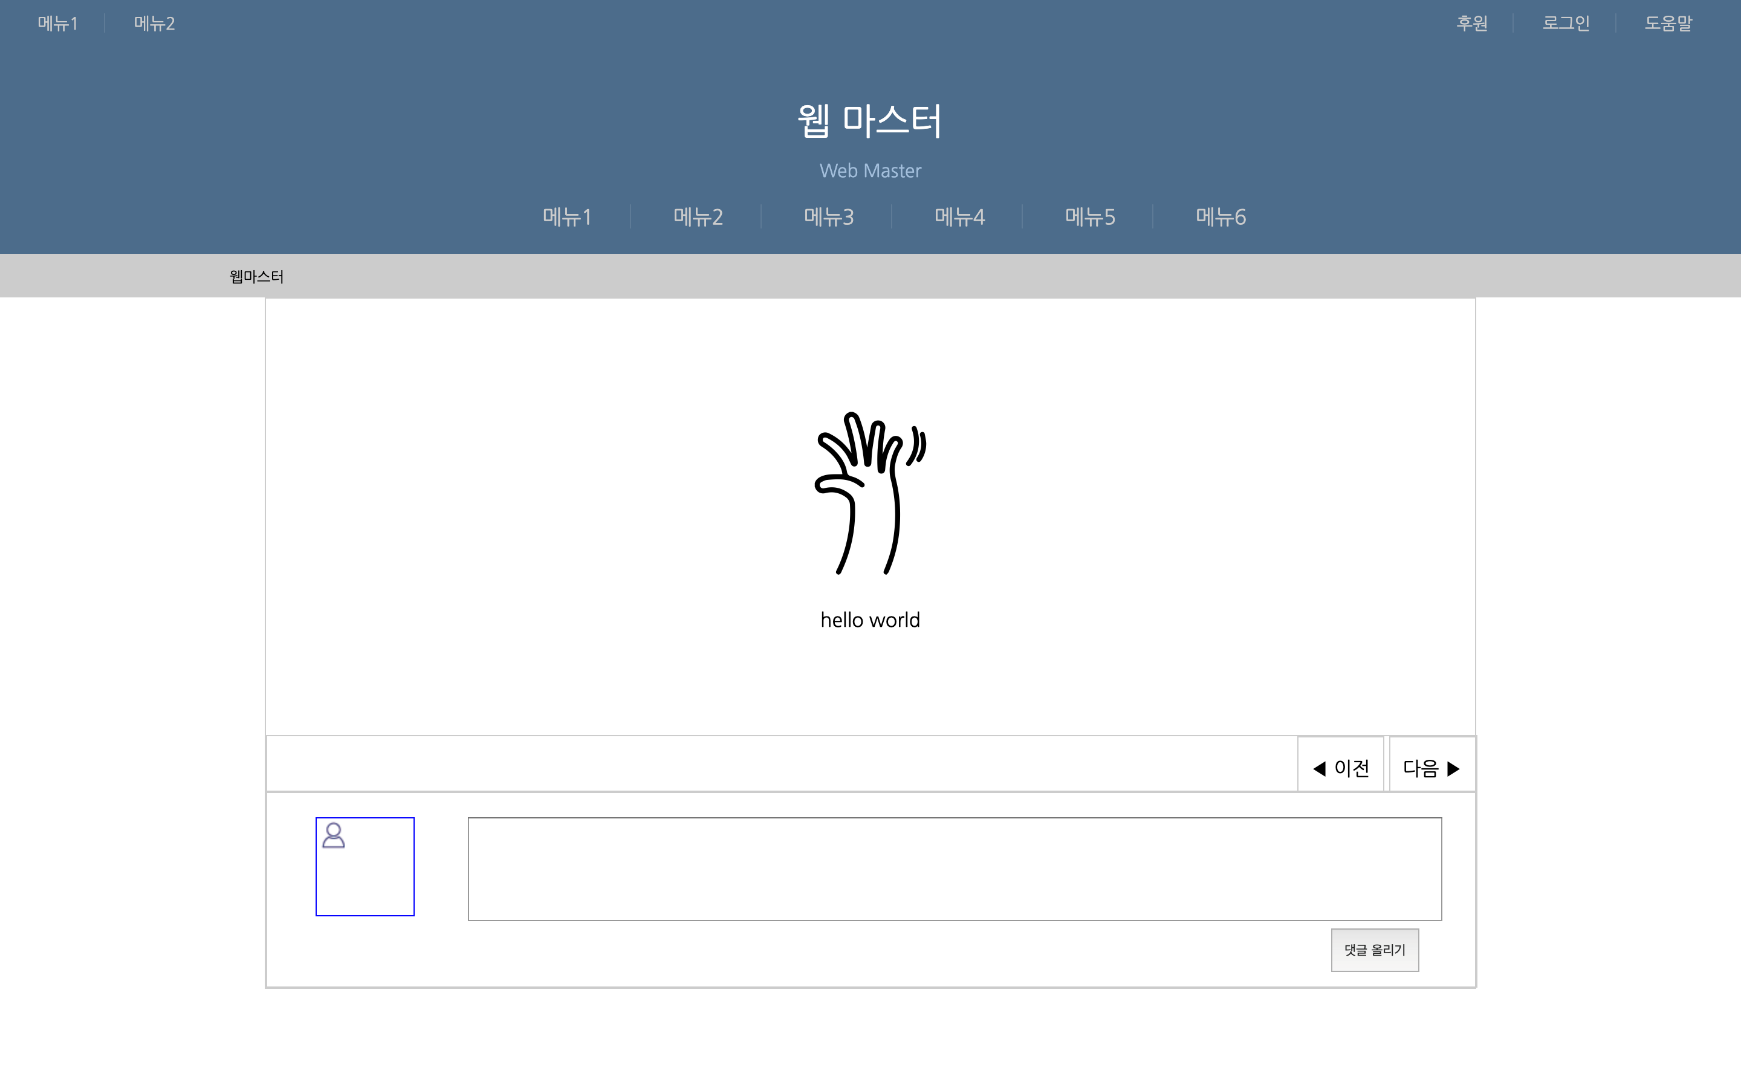 메뉴1 메뉴2 후원 로그인 도움말
웹 마스터
Web Master
메뉴1 메뉴2 메뉴3 메뉴4 메뉴5 메뉴6
웹마스터
hello world
◀ 이전 다음 ▶
댓글 올리기